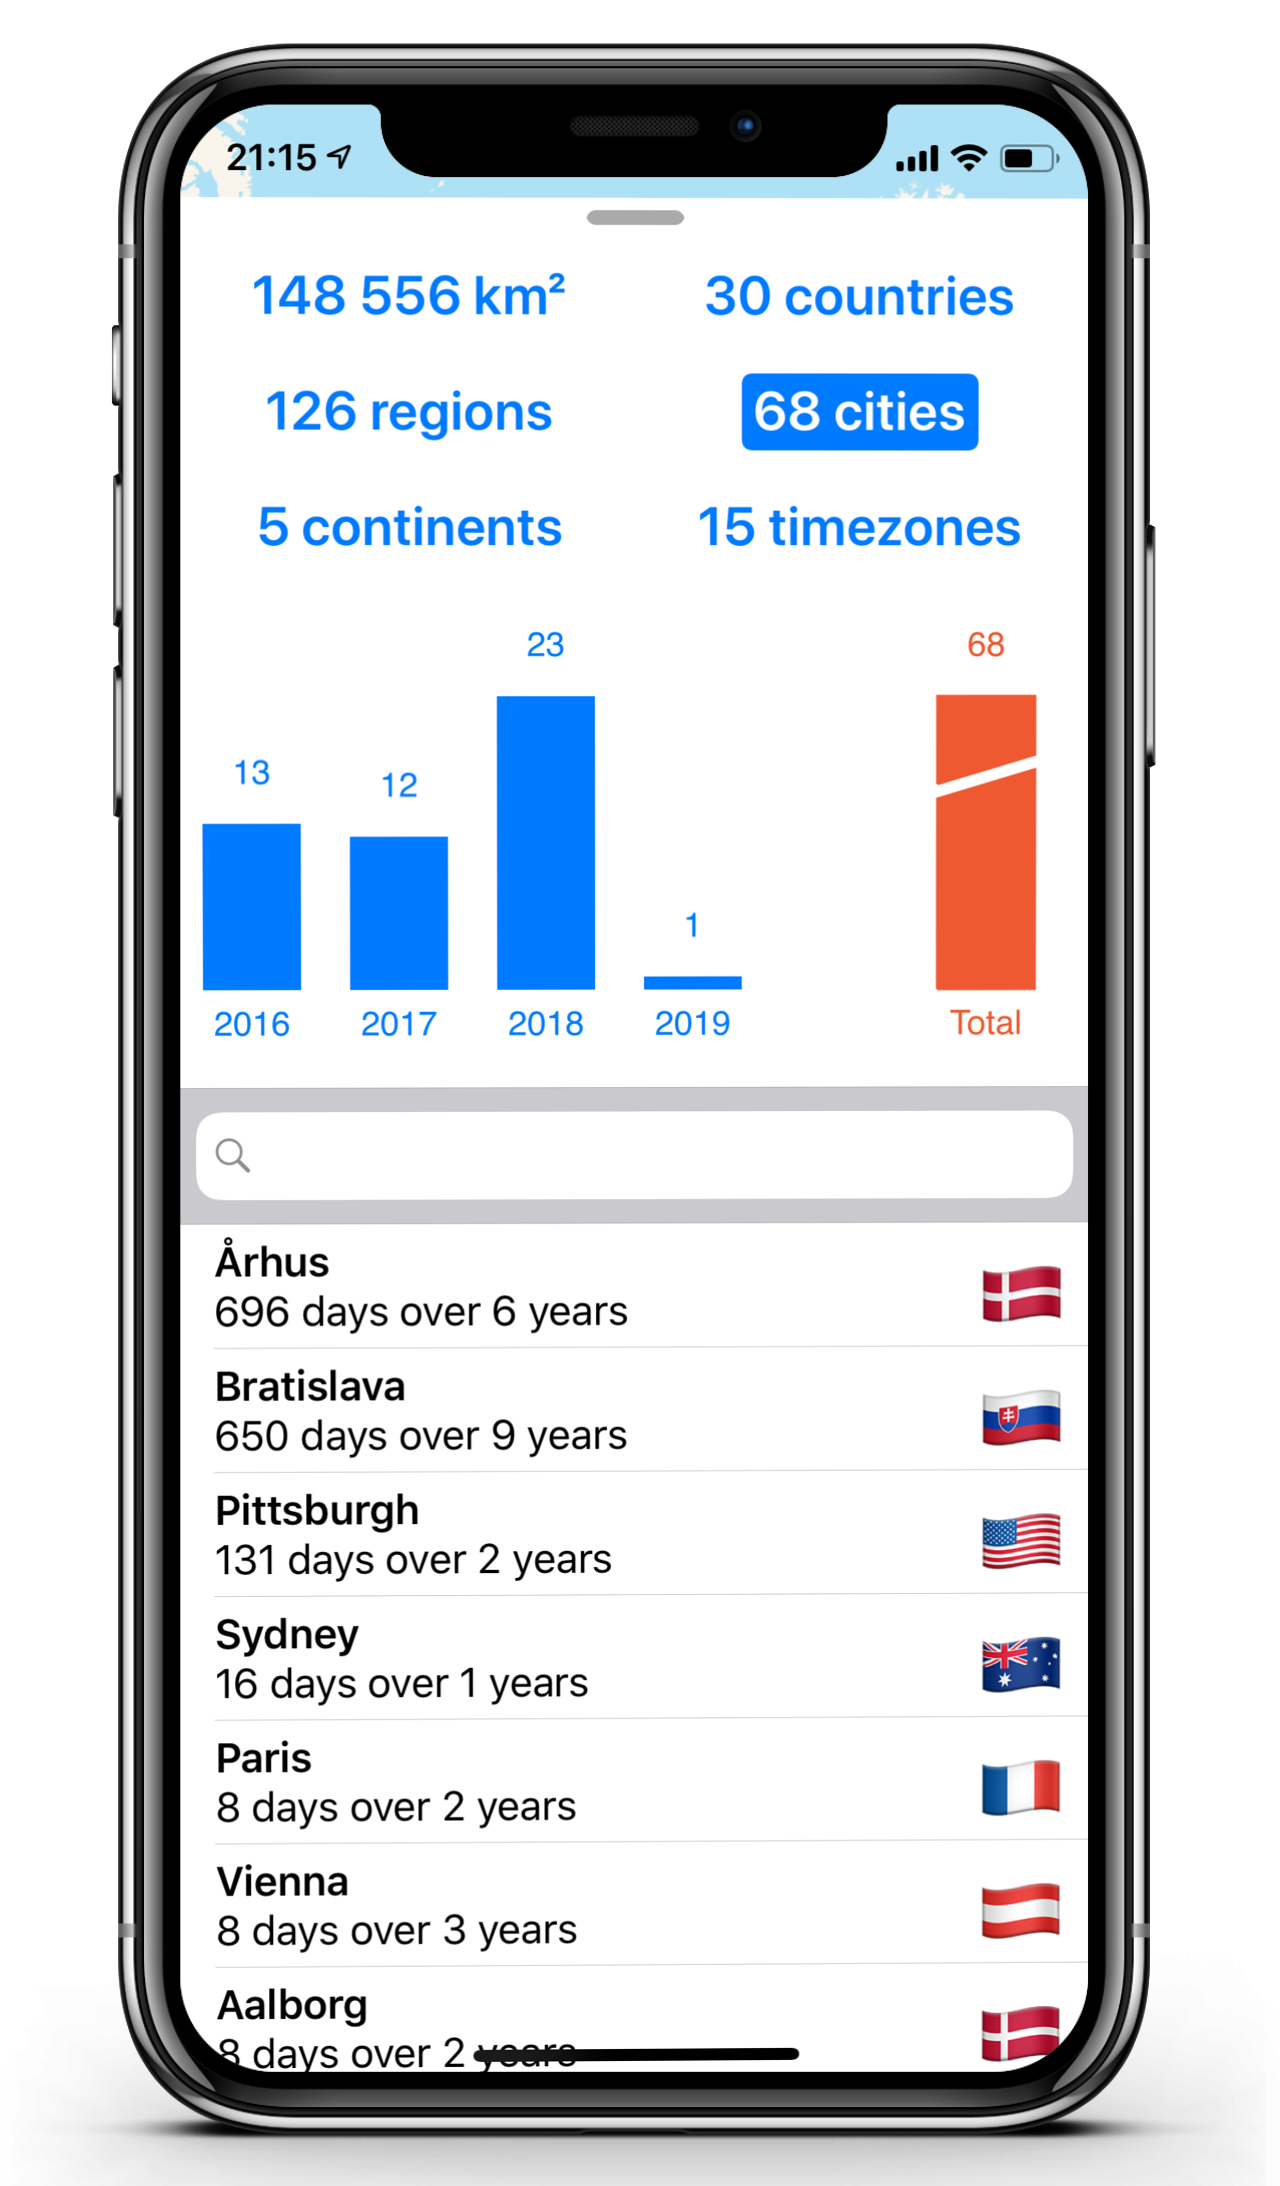 21:15
148 556 km² 30 countries
126 regions 68 cities
5 continents 15 timezones
23 68
13 12
1
2016 2017 2018 2019 Total
Århus
696 days over 6 years
Bratislava
650 days over 9 years
Pittsburgh
131 days over 2 years
Sydney
16 days over 1 years
Paris
8 days over 2 years
Vienna
8 days over 3 years
Aalborg
8 days over 2 years